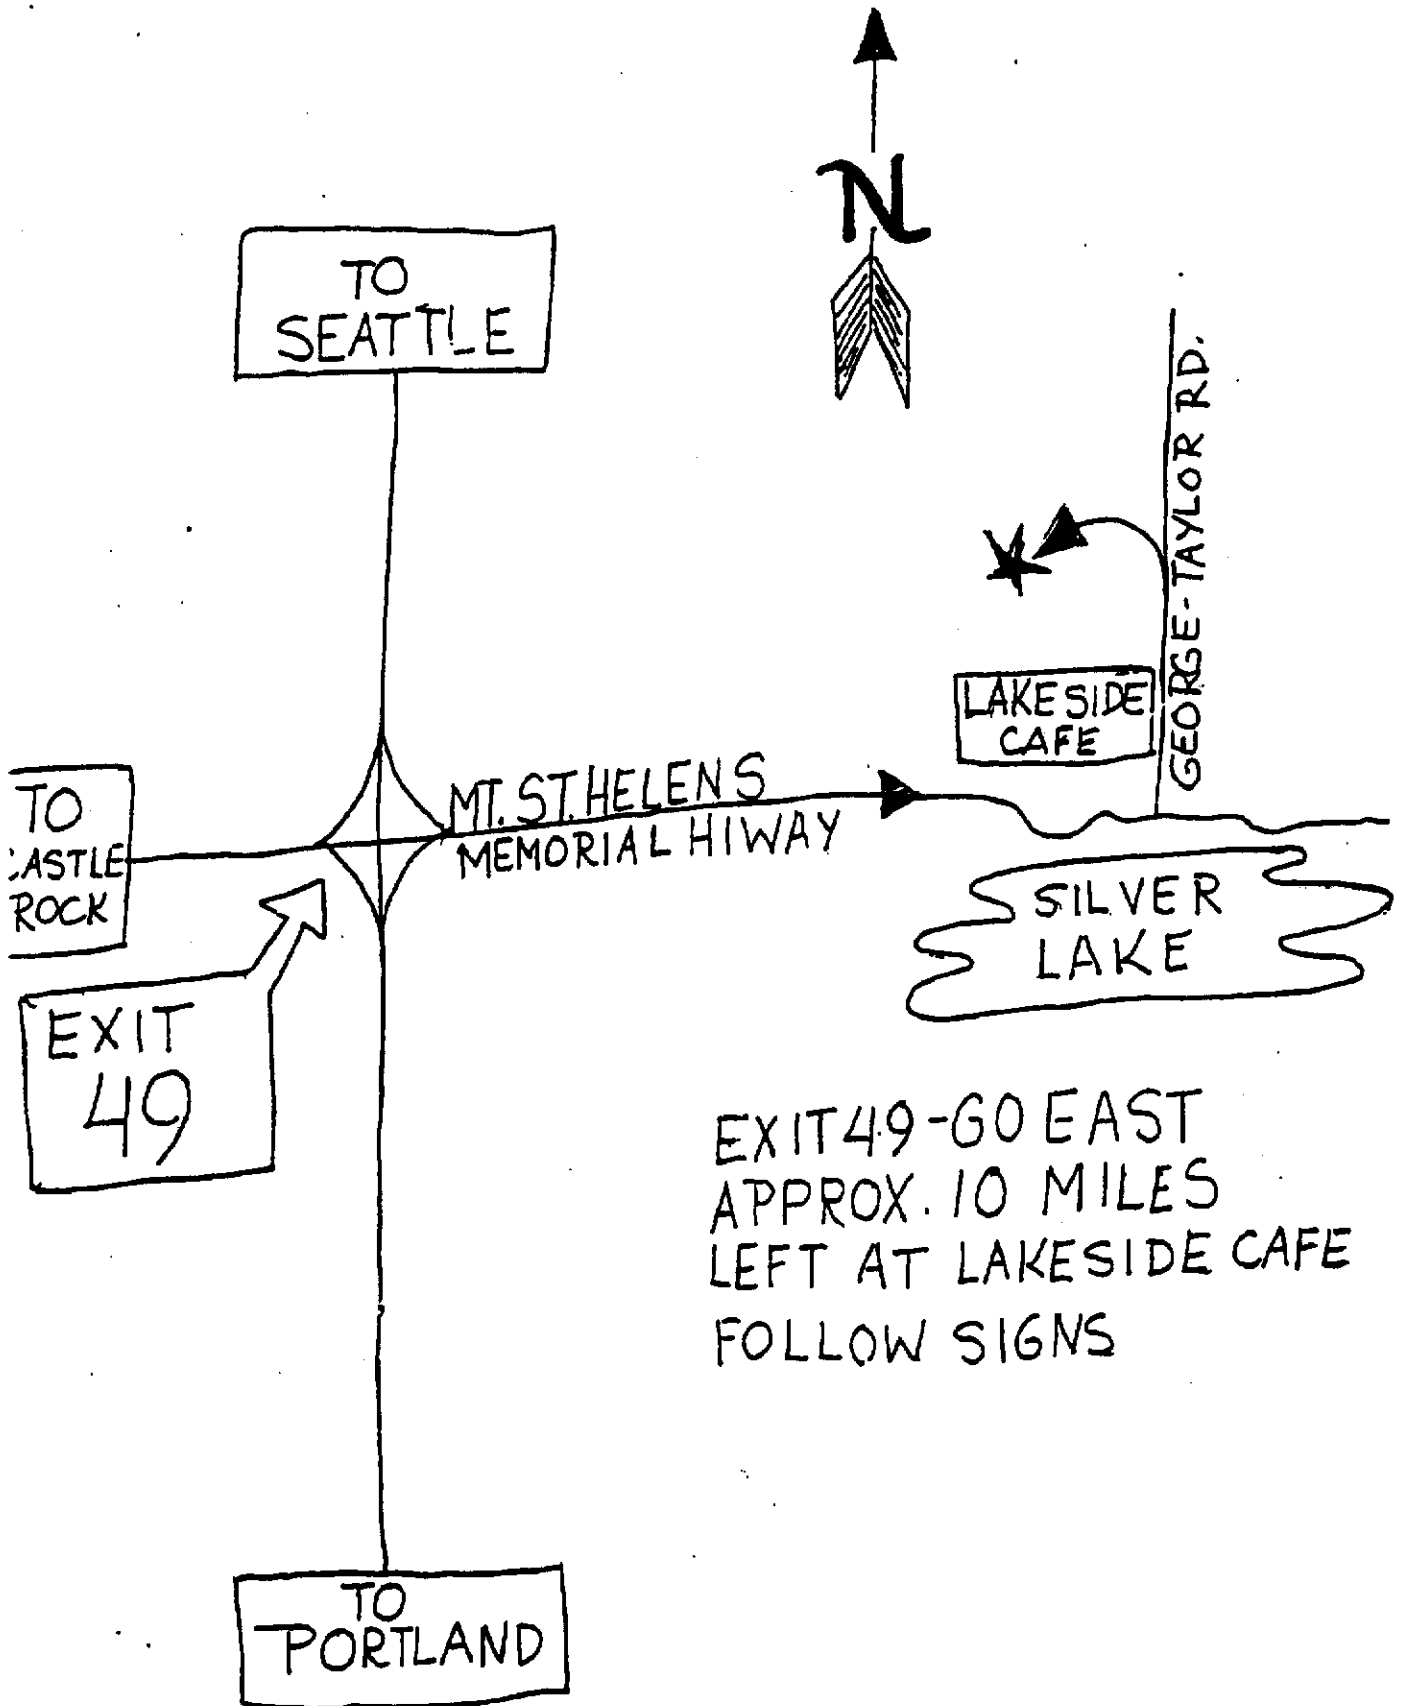 N
TO
SEATTLE
GEORGE-TAYLOR RD.
LAKESIDE
CAFE
MT. ST. HELENS
MEMORIAL HIWAY
TO
CASTLE
ROCK
SILVER
LAKE
EXIT
49
EXIT 49-GO EAST
APPROX. 10 MILES
LEFT AT LAKESIDE CAFE
FOLLOW SIGNS
TO
PORTLAND